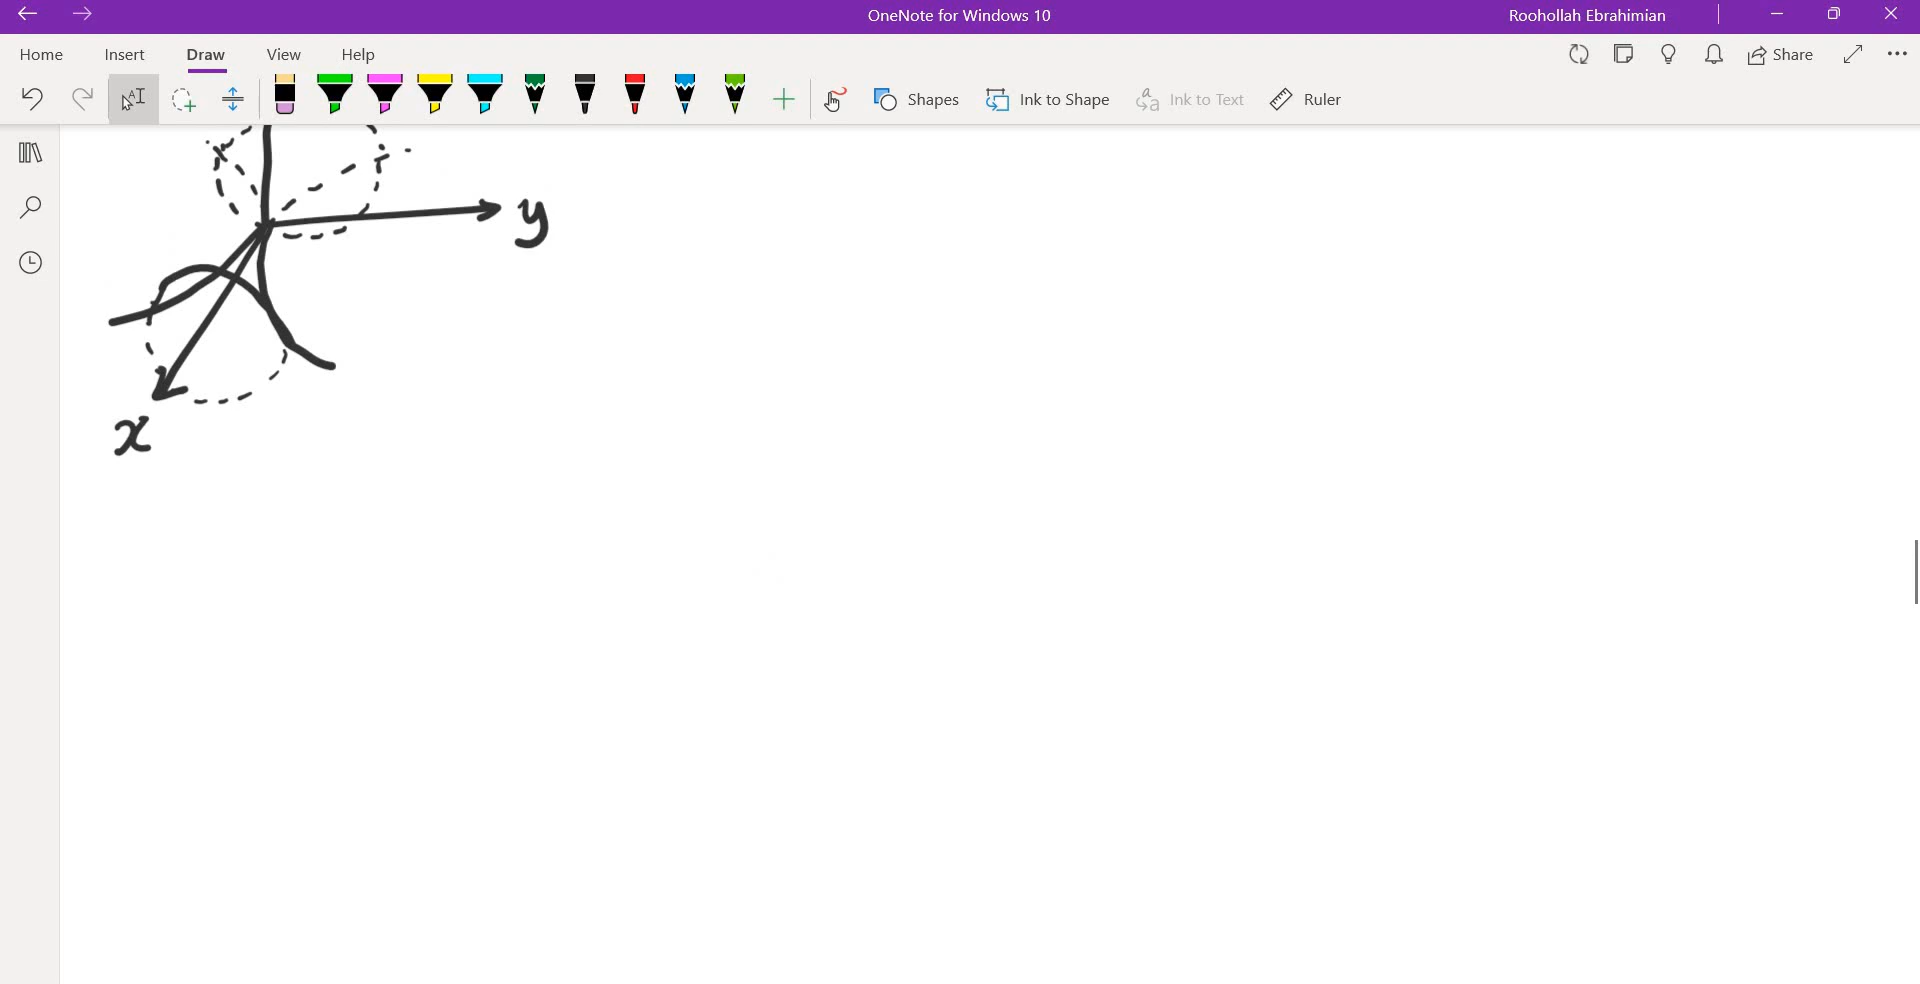 OneNote for Windows 10
Roohollah Ebrahimian
Home Insert Draw View Help
Share
Shapes Ink to Shape Ink to Text Ruler
y
x